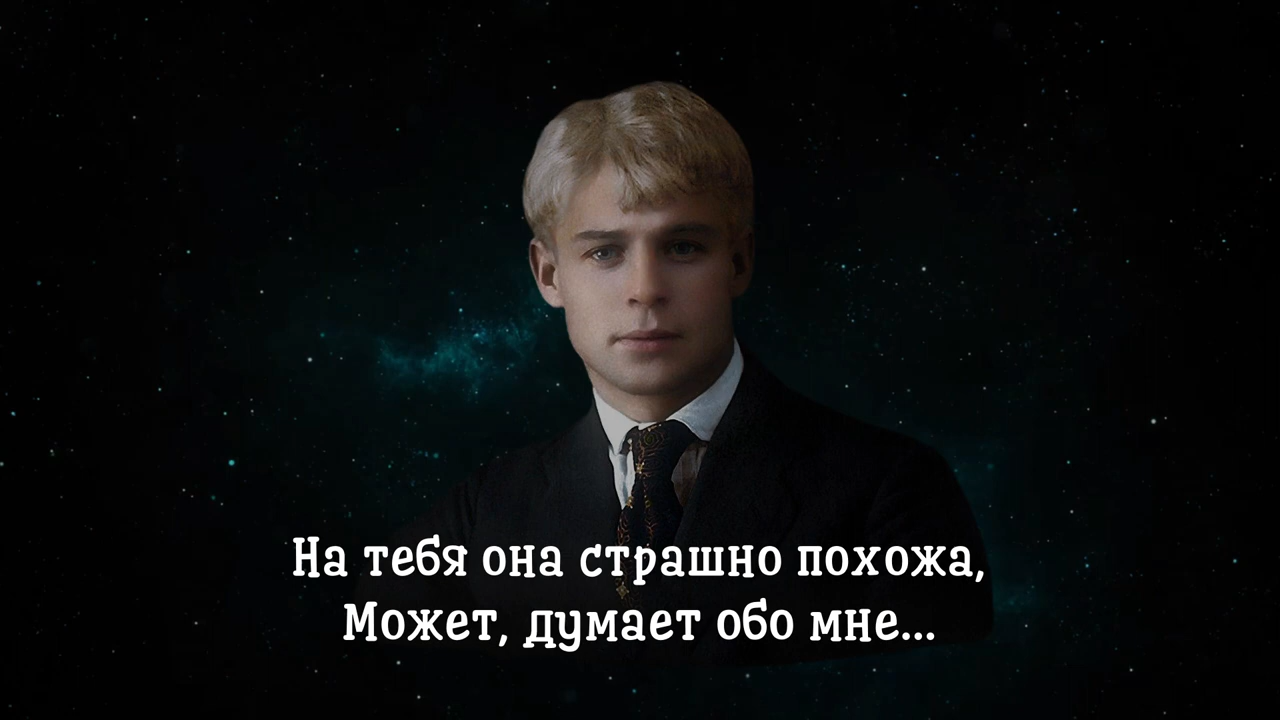 На тебя она страшно похожа,
Может, думает обо мне...